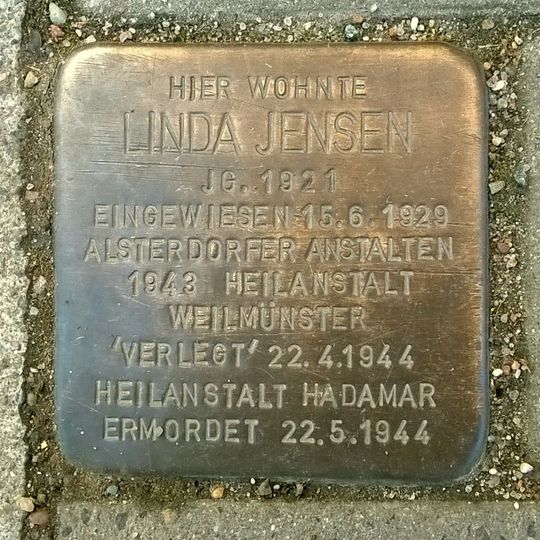 HIER WOHNTE
LINDA JENSEN
JG. 1921
EINGEWIESEN 15.6.1929
ALSTERDORFER ANSTALTEN
1943 HEILANSTALT
WEILMÜNSTER
'VERLEGT' 22.4.1944
HEILANSTALT HADAMAR
ERMORDET 22.5.1944